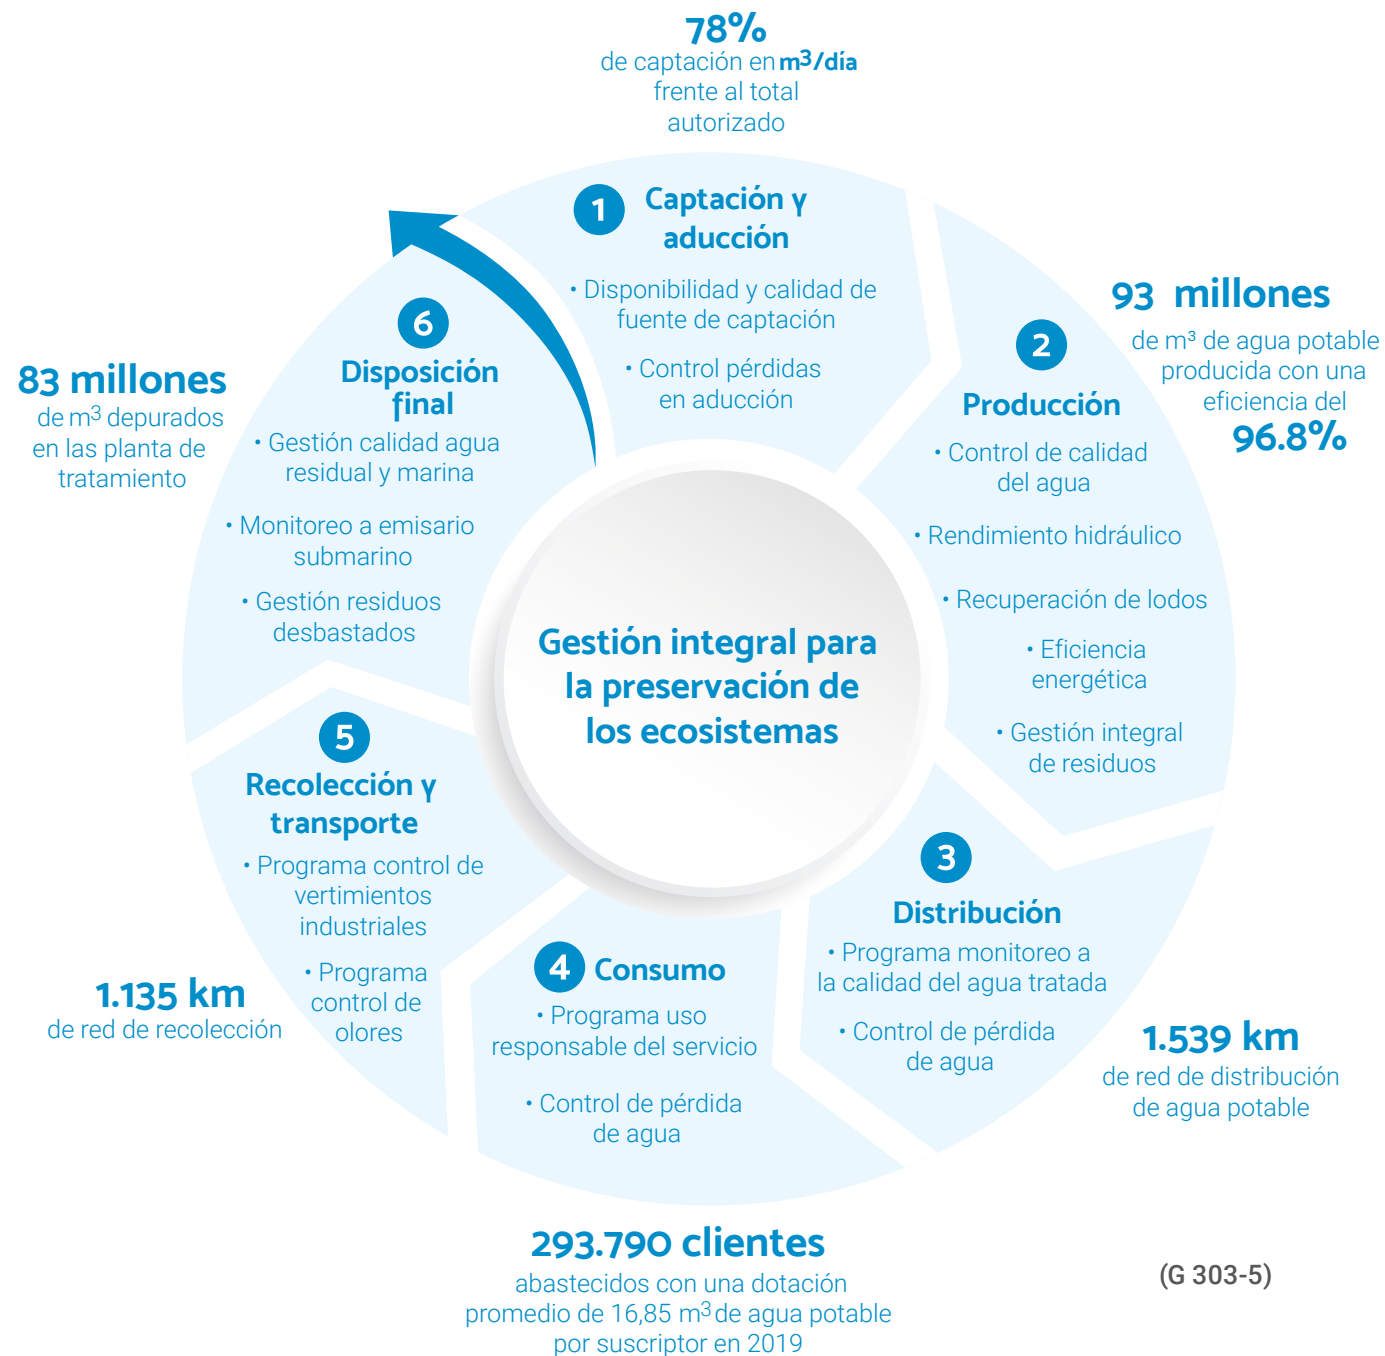 78%
de captación en m³/día
frente al total
autorizado
1
Captación y
aducción
• Disponibilidad y calidad de
fuente de captación
• Control pérdidas
en aducción
2
Producción
• Control de calidad
del agua
• Rendimiento hidráulico
• Recuperación de lodos
• Eficiencia
energética
• Gestión integral
de residuos
93 millones
de m³ de agua potable
producida con una
eficiencia del
96.8%
3
Distribución
• Programa monitoreo a
la calidad del agua tratada
• Control de pérdida
de agua
1.539 km
de red de distribución
de agua potable
4 Consumo
• Programa uso
responsable del servicio
• Control de pérdida
de agua
293.790 clientes
abastecidos con una dotación
promedio de 16,85 m³ de agua potable
por suscriptor en 2019
5
Recolección y
transporte
• Programa control de
vertimientos
industriales
• Programa
control de
olores
1.135 km
de red de recolección
6
Disposición
final
• Gestión calidad agua
residual y marina
• Monitoreo a emisario
submarino
• Gestión residuos
desbastados
83 millones
de m³ depurados
en las planta de
tratamiento
Gestión integral para
la preservación de
los ecosistemas
(G 303-5)